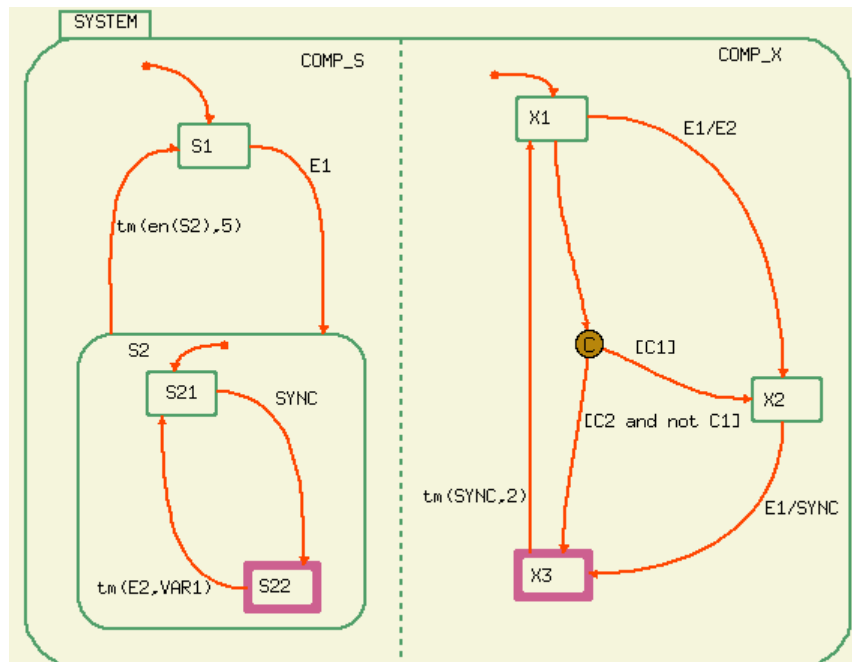 SYSTEM
COMP_S
COMP_X
S1
E1
tm(en(S2),5)
S2
S21
SYNC
tm(E2,VAR1)
S22
X1
E1/E2
C
[C1]
X2
[C2 and not C1]
tm(SYNC,2)
E1/SYNC
X3